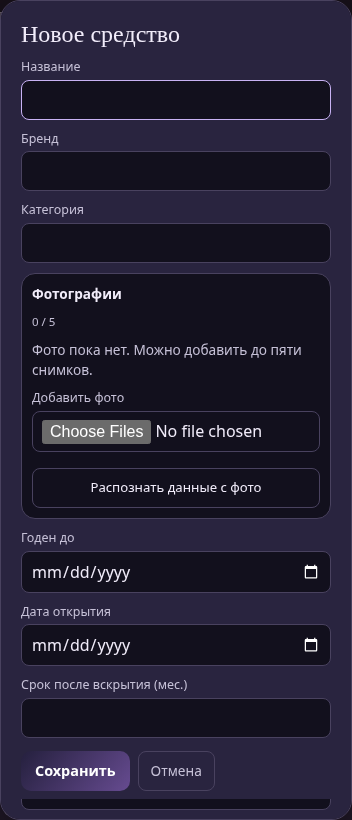 Новое средство
Название
Бренд
Категория
Фотографии
0 / 5
Фото пока нет. Можно добавить до пяти
снимков.
Добавить фото
Choose Files No file chosen
Распознать данные с фото
Годен до
mm/dd/yyyy
Дата открытия
mm/dd/yyyy
Срок после вскрытия (мес.)
Сохранить Отмена